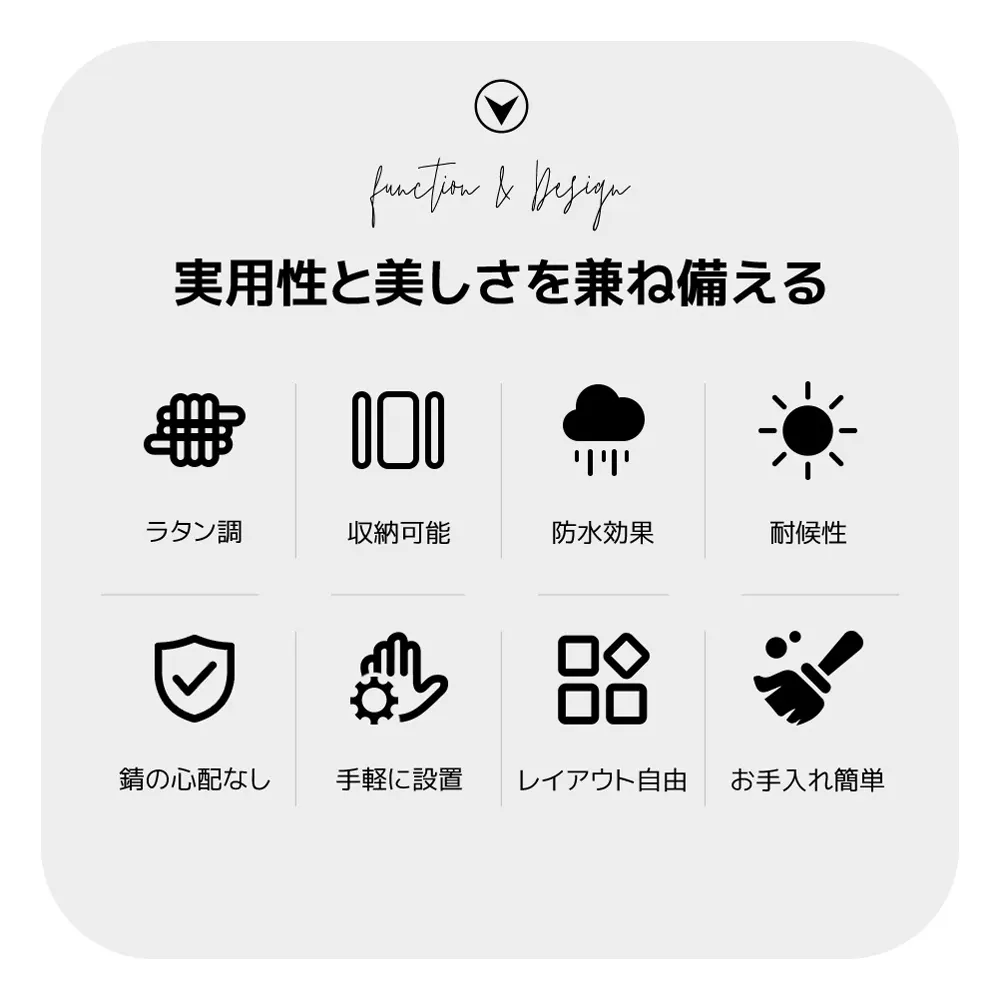 function & Design
実用性と美しさを兼ね備える
ラタン調
収納可能
防水効果
耐候性
錆の心配なし
手軽に設置
レイアウト自由
お手入れ簡単